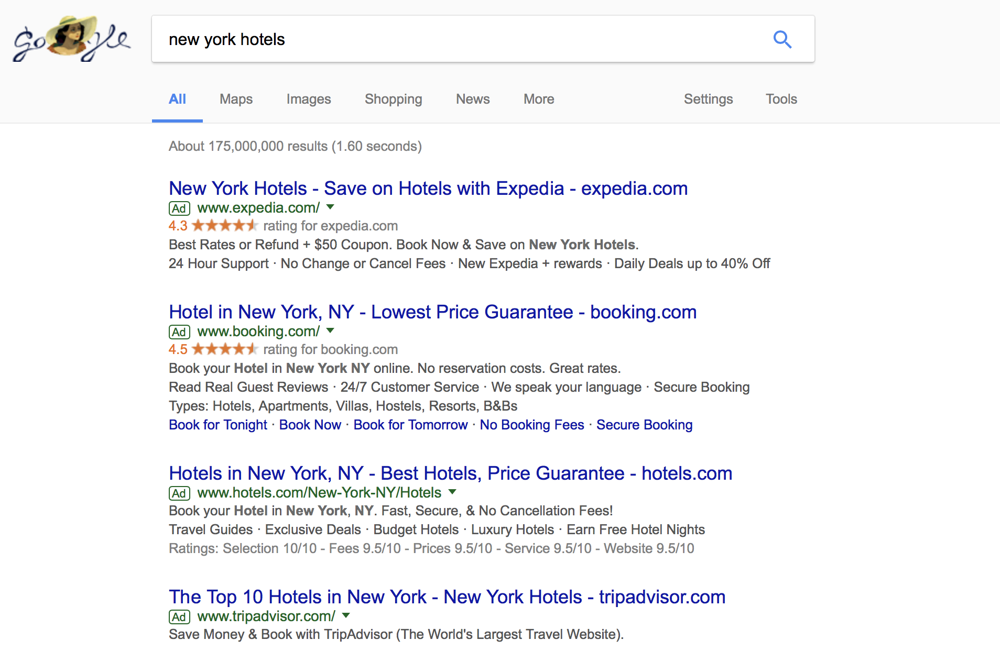 Google
new york hotels
All Maps Images Shopping News More Settings Tools
About 175,000,000 results (1.60 seconds)
New York Hotels - Save on Hotels with Expedia - expedia.com
Ad www.expedia.com/
4.3 rating for expedia.com
Best Rates or Refund + $50 Coupon. Book Now & Save on New York Hotels.
24 Hour Support · No Change or Cancel Fees · New Expedia + rewards · Daily Deals up to 40% Off
Hotel in New York, NY - Lowest Price Guarantee - booking.com
Ad www.booking.com/
4.5 rating for booking.com
Book your Hotel in New York NY online. No reservation costs. Great rates.
Read Real Guest Reviews · 24/7 Customer Service · We speak your language · Secure Booking
Types: Hotels, Apartments, Villas, Hostels, Resorts, B&Bs
Book for Tonight · Book Now · Book for Tomorrow · No Booking Fees · Secure Booking
Hotels in New York, NY - Best Hotels, Price Guarantee - hotels.com
Ad www.hotels.com/New-York-NY/Hotels
Book your Hotel in New York, NY. Fast, Secure, & No Cancellation Fees!
Travel Guides · Exclusive Deals · Budget Hotels · Luxury Hotels · Earn Free Hotel Nights
Ratings: Selection 10/10 - Fees 9.5/10 - Prices 9.5/10 - Service 9.5/10 - Website 9.5/10
The Top 10 Hotels in New York - New York Hotels - tripadvisor.com
Ad www.tripadvisor.com/
Save Money & Book with TripAdvisor (The World's Largest Travel Website).